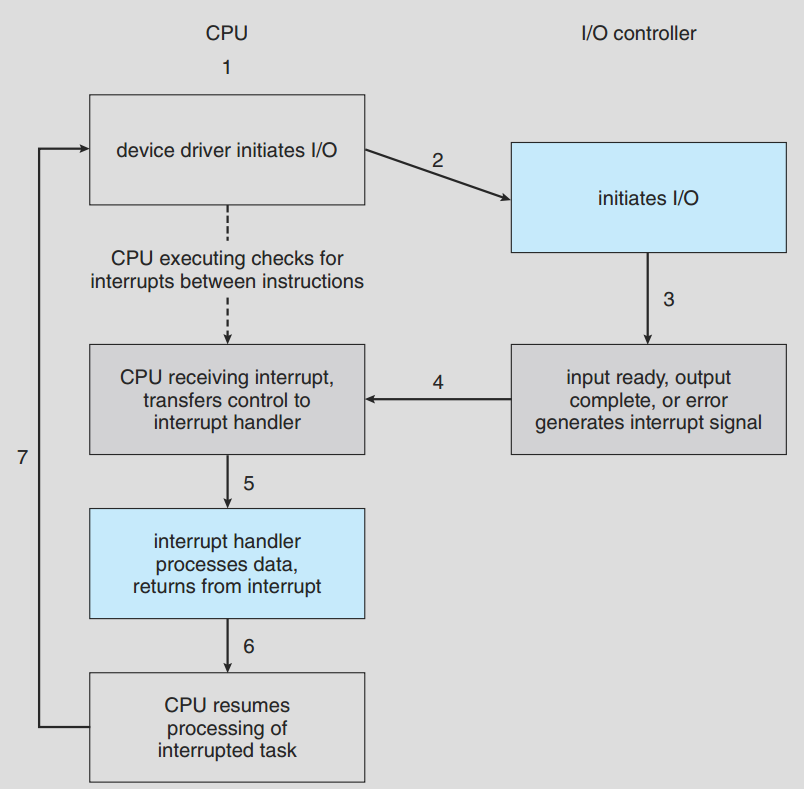 CPU
I/O controller
1
device driver initiates I/O
2
initiates I/O
CPU executing checks for
interrupts between instructions
3
CPU receiving interrupt,
transfers control to
interrupt handler
4
input ready, output
complete, or error
generates interrupt signal
7
5
interrupt handler
processes data,
returns from interrupt
6
CPU resumes
processing of
interrupted task